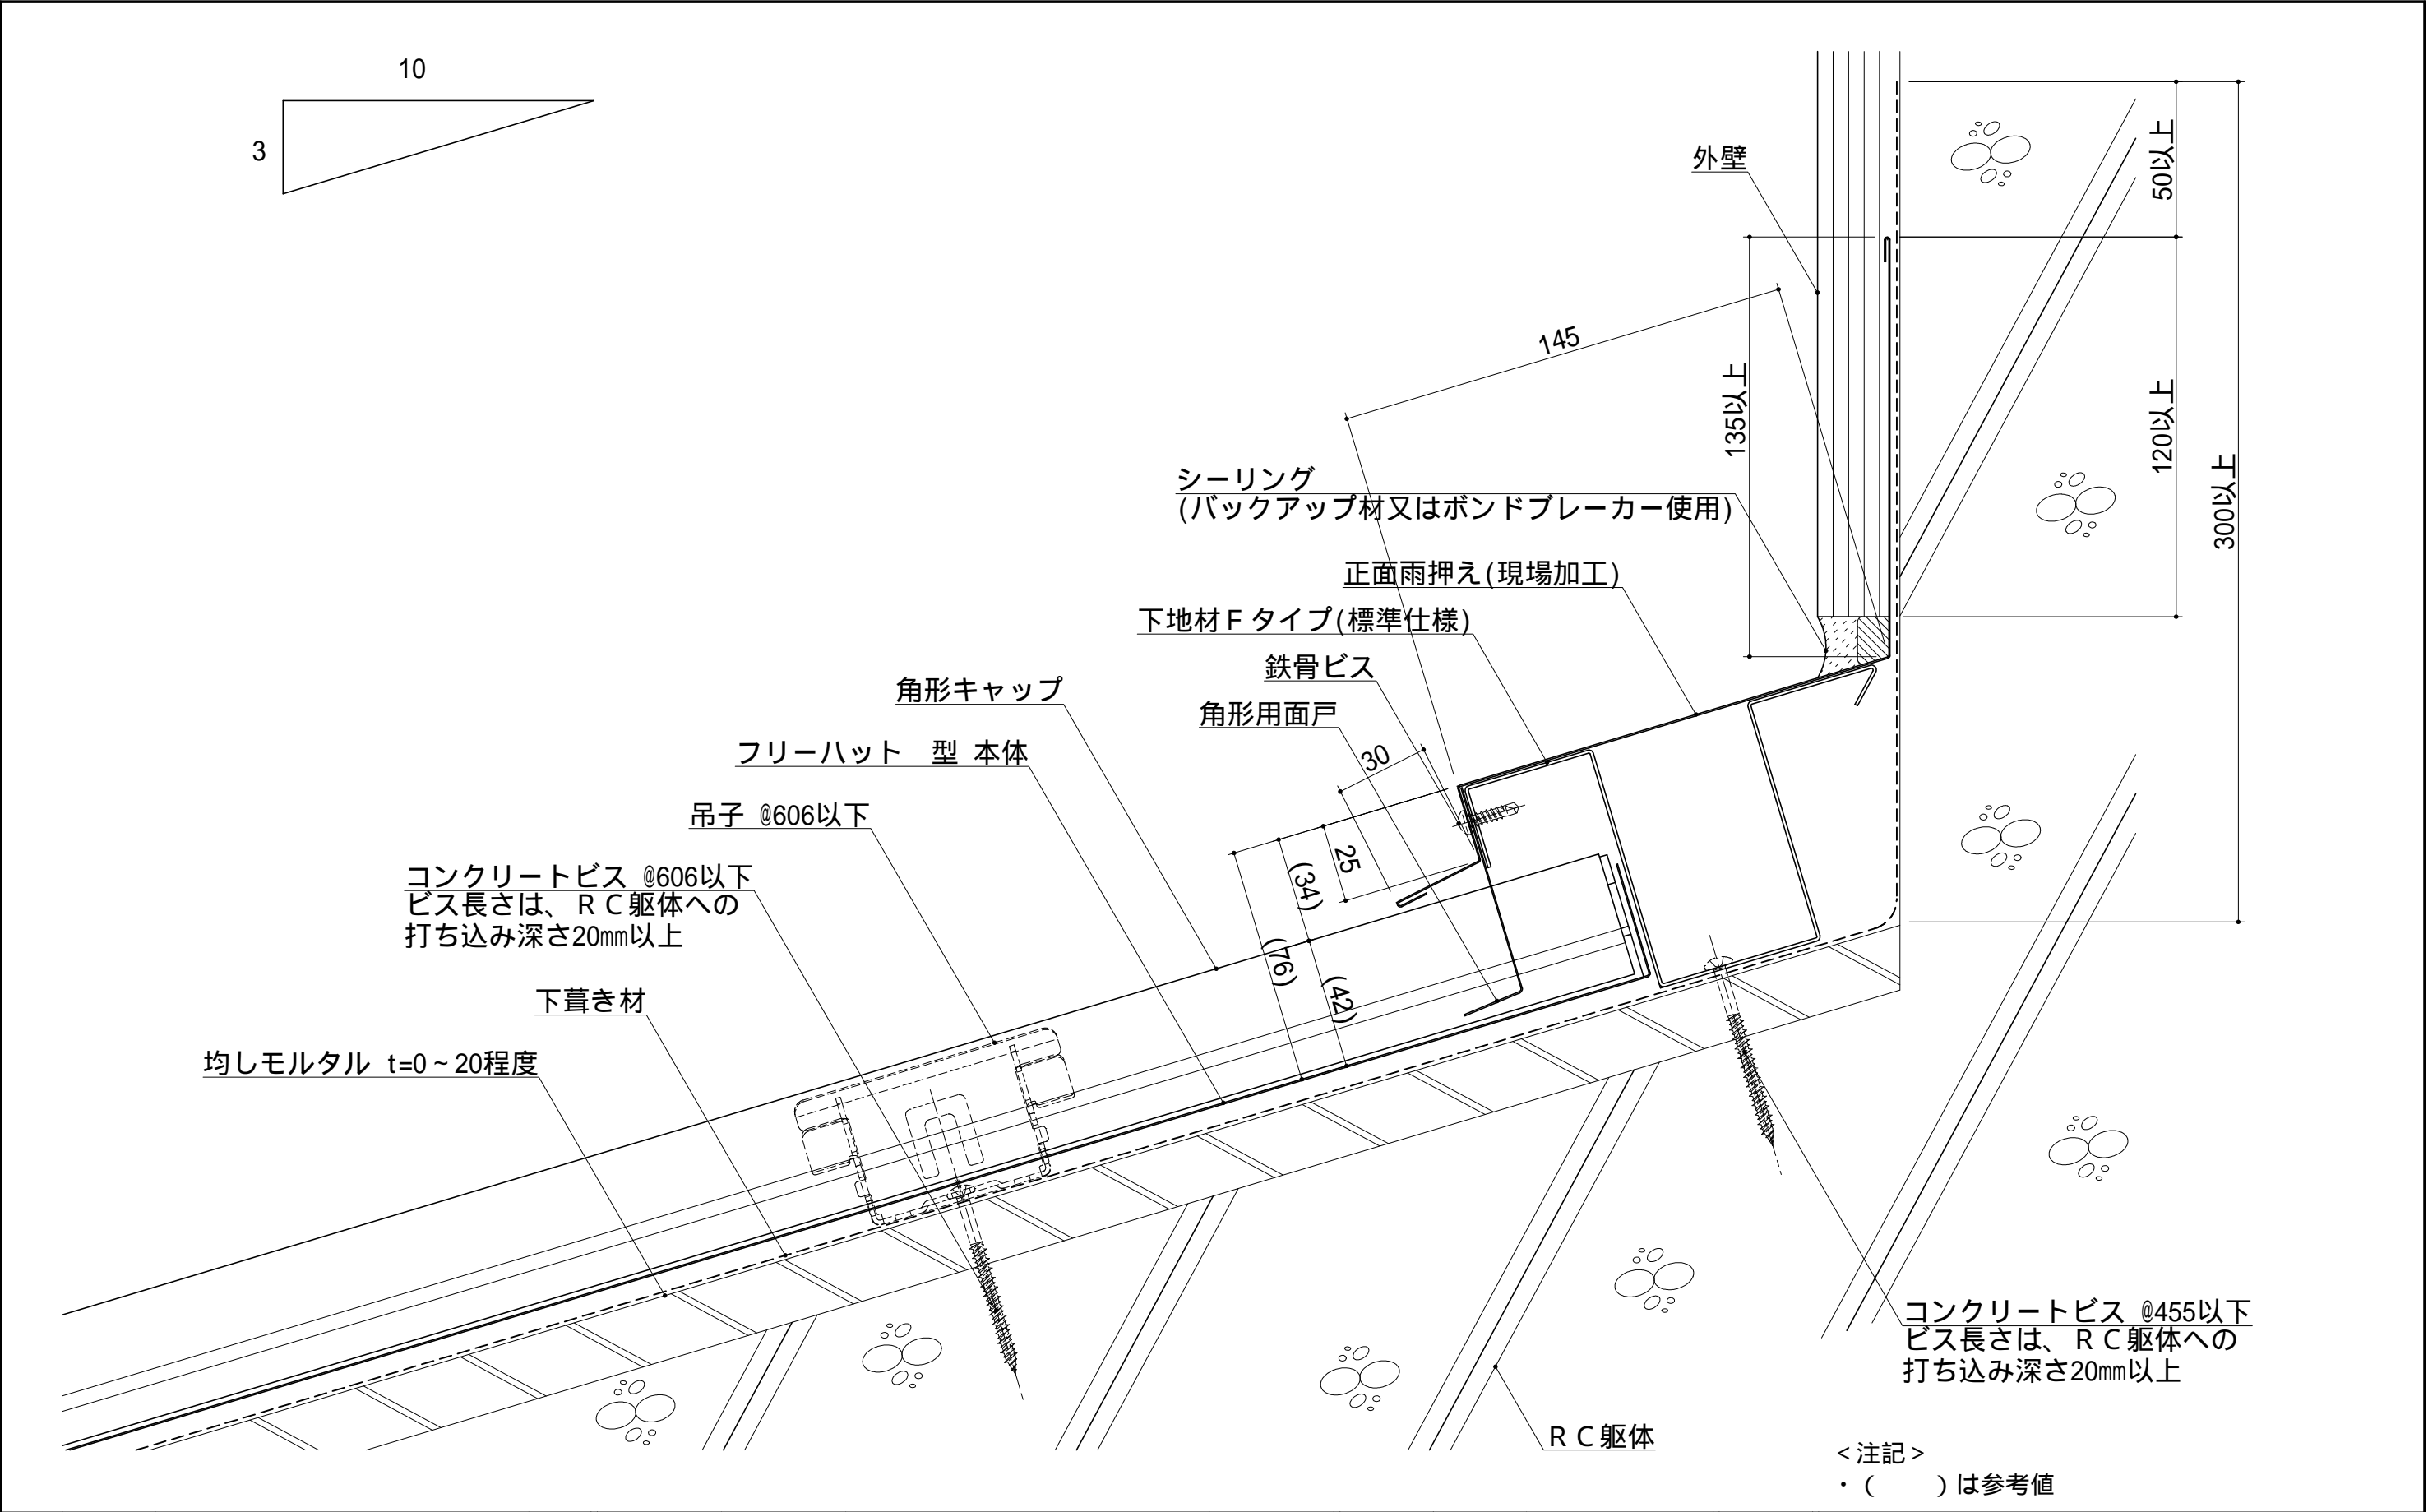 10
3
外壁
50以上
145
135以上
120以上
300以上
シーリング
(バックアップ材又はボンドブレーカー使用)
正面雨押え(現場加工)
下地材Fタイプ(標準仕様)
鉄骨ビス
角形キャップ
角形用面戸
フリーハット　型 本体
30
吊子 @606以下
25
(34)
(76)
(42)
コンクリートビス @606以下
ビス長さは、RC躯体への
打ち込み深さ20mm以上
下葺き材
均しモルタル t=0~20程度
コンクリートビス @455以下
ビス長さは、RC躯体への
打ち込み深さ20mm以上
RC躯体
<注記>
・(　　)は参考値